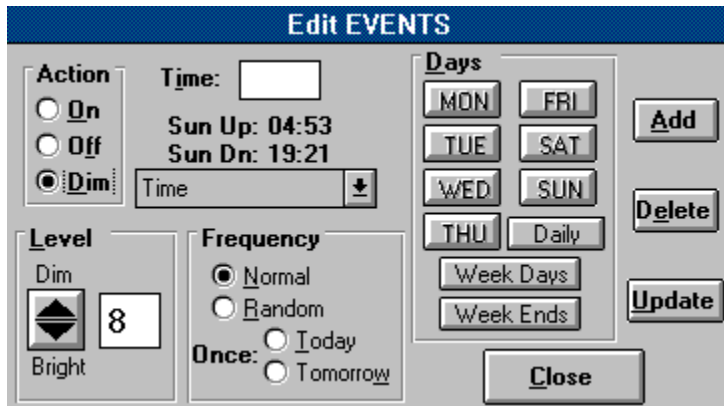 Edit EVENTS
Action
On
Off
Dim
Time:
Sun Up: 04:53
Sun Dn: 19:21
Time
Days
MON
FRI
TUE
SAT
WED
SUN
THU
Daily
Week Days
Week Ends
Add
Delete
Update
Level
Dim
8
Bright
Frequency
Normal
Random
Once:
Today
Tomorrow
Close